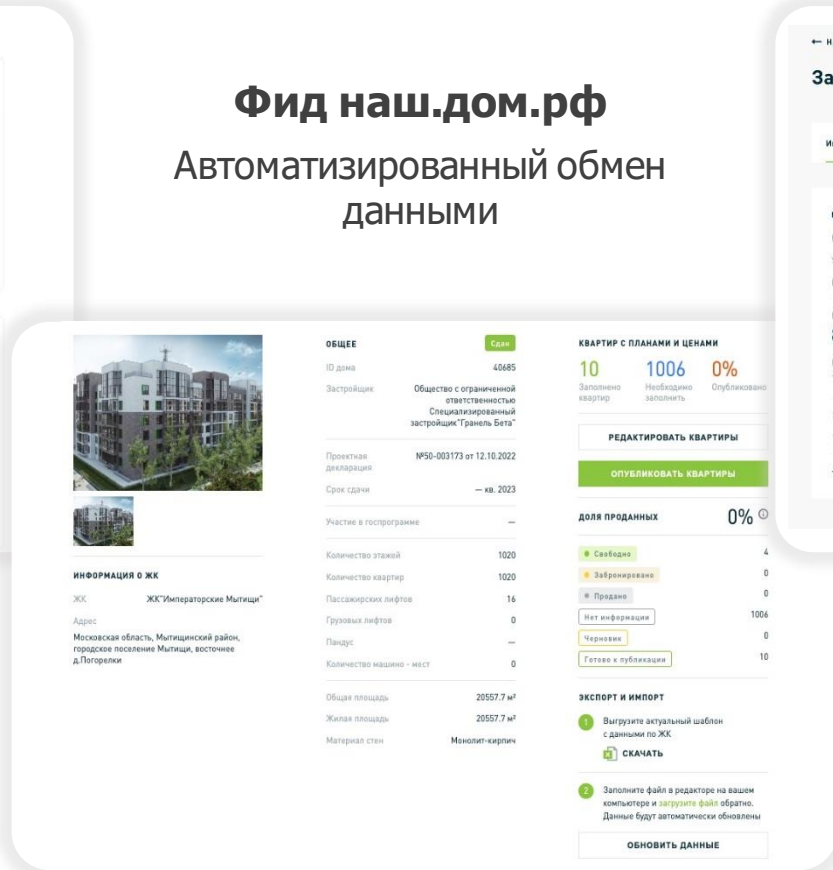 Фид наш.дом.рф
Автоматизированный обмен
данными
ИНФОРМАЦИЯ О ЖК
ЖК ЖК"Императорские Мытищи"
Адрес
Московская область, Мытищинский район,
городское поселение Мытищи, восточнее
д.Погорелки
ОБЩЕЕ Сдан
ID дома 40685
Застройщик Общество с ограниченной
ответственностью
Специализированный
застройщик"Гранель Бета"
Проектная №50-003173 от 12.10.2022
декларация
Срок сдачи — кв. 2023
Участие в госпрограмме —
Количество этажей 1020
Количество квартир 1020
Пассажирских лифтов 16
Грузовых лифтов 0
Пандус —
Количество машино - мест 0
Общая площадь 20557.7 м²
Жилая площадь 20557.7 м²
Материал стен Монолит-кирпич
КВАРТИР С ПЛАНАМИ И ЦЕНАМИ
10 1006 0%
Заполнено Необходимо Опубликовано
квартир заполнить
РЕДАКТИРОВАТЬ КВАРТИРЫ
ОПУБЛИКОВАТЬ КВАРТИРЫ
ДОЛЯ ПРОДАННЫХ 0%
Свободно 4
Забронировано 0
Продано 0
Нет информации 1006
Черновик 0
Готово к публикации 10
ЭКСПОРТ И ИМПОРТ
1 Выгрузите актуальный шаблон
с данными по ЖК
СКАЧАТЬ
2 Заполните файл в редакторе на вашем
компьютере и загрузите файл обратно.
Данные будут автоматически обновлены
ОБНОВИТЬ ДАННЫЕ
← Н
За